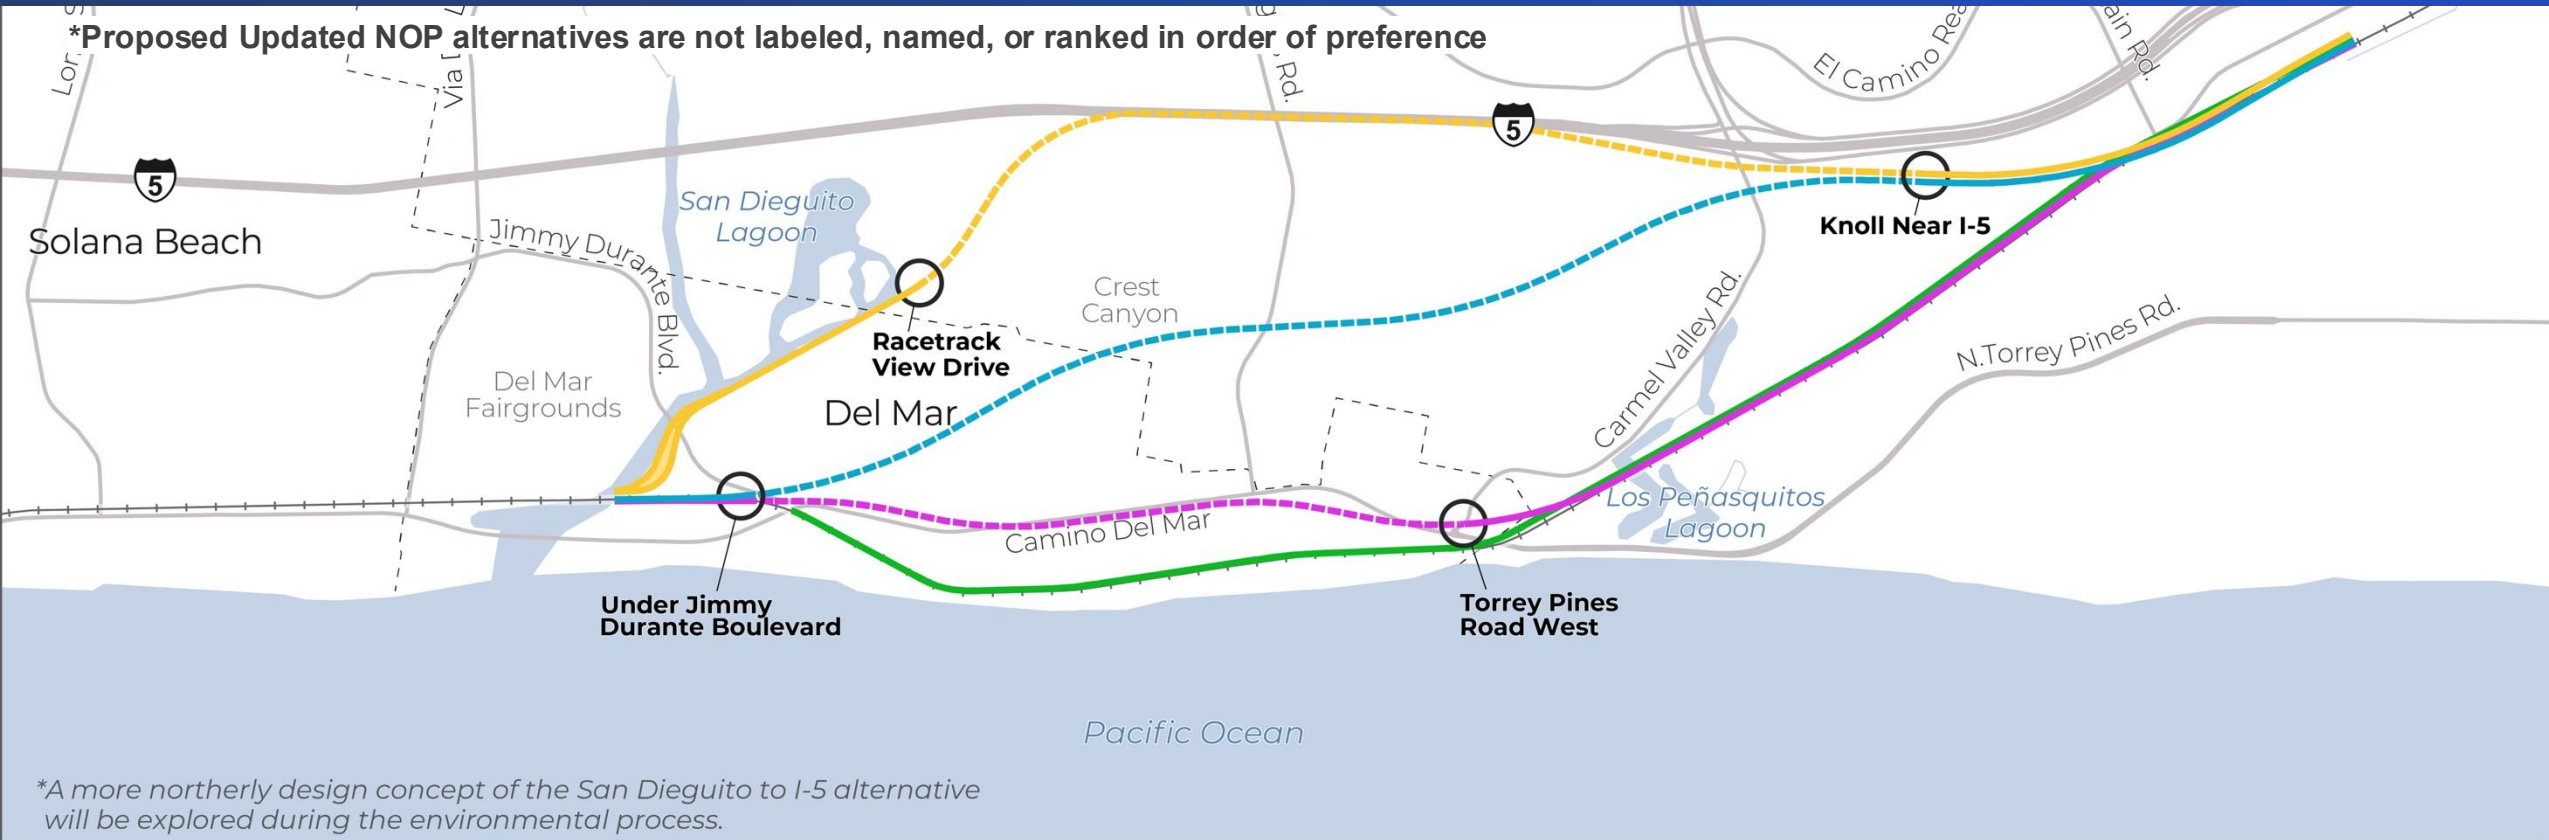 *Proposed Updated NOP alternatives are not labeled, named, or ranked in order of preference
Lor
Via
Rd.
El Camino Rea
ain Rd.
5
5
San Dieguito
Lagoon
Solana Beach
Jimmy Durante Blvd.
Knoll Near I-5
Crest
Canyon
Racetrack
View Drive
Del Mar
Fairgrounds
Del Mar
Carmel Valley Rd.
N.Torrey Pines Rd.
Los Peñasquitos
Lagoon
Camino Del Mar
Under Jimmy
Durante Boulevard
Torrey Pines
Road West
Pacific Ocean
*A more northerly design concept of the San Dieguito to I-5 alternative
will be explored during the environmental process.